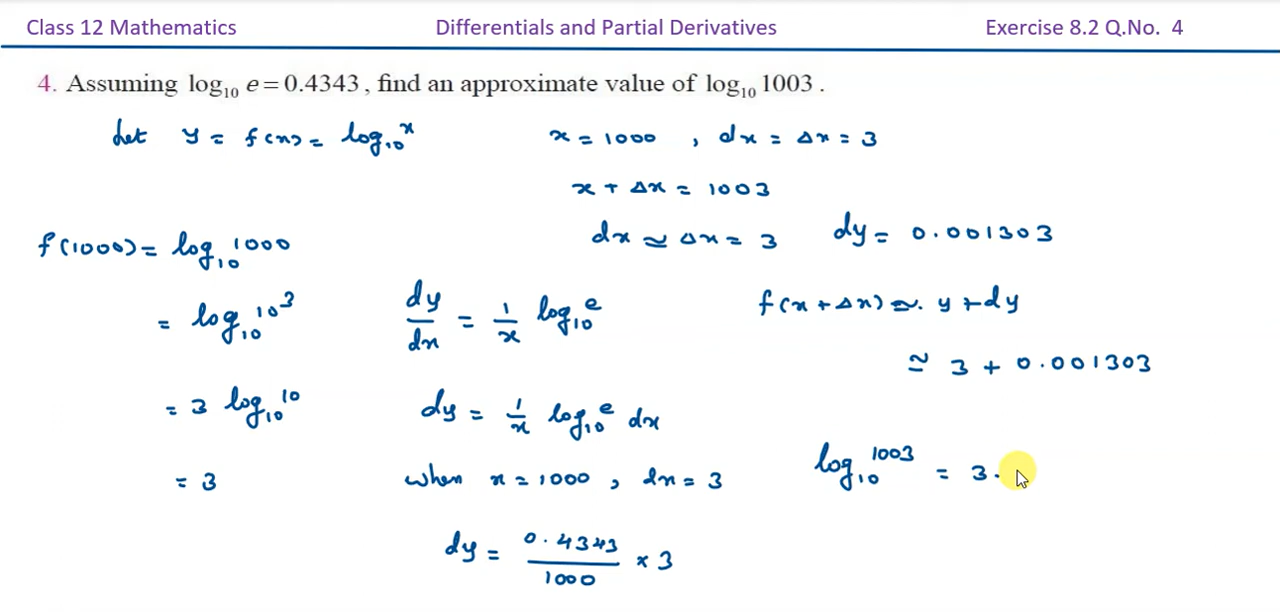 Class 12 Mathematics Differentials and Partial Derivatives Exercise 8.2 Q.No. 4
4. Assuming log₁₀ e = 0.4343, find an approximate value of log₁₀ 1003.
Let y = f(x) = log₁₀ x
x = 1000, dx = Δx = 3
x + Δx = 1003
dx ≃ Δx = 3
f(1000) = log₁₀ 1000
= log₁₀ 10³
= 3 log₁₀ 10
= 3
dy/dx = 1/x log₁₀ e
dy = 1/x log₁₀ e dx
when x = 1000, dx = 3
dy = 0.4343/1000 × 3
dy = 0.001303
f(x + Δx) ≃ y + dy
≃ 3 + 0.001303
log₁₀ 1003 = 3.